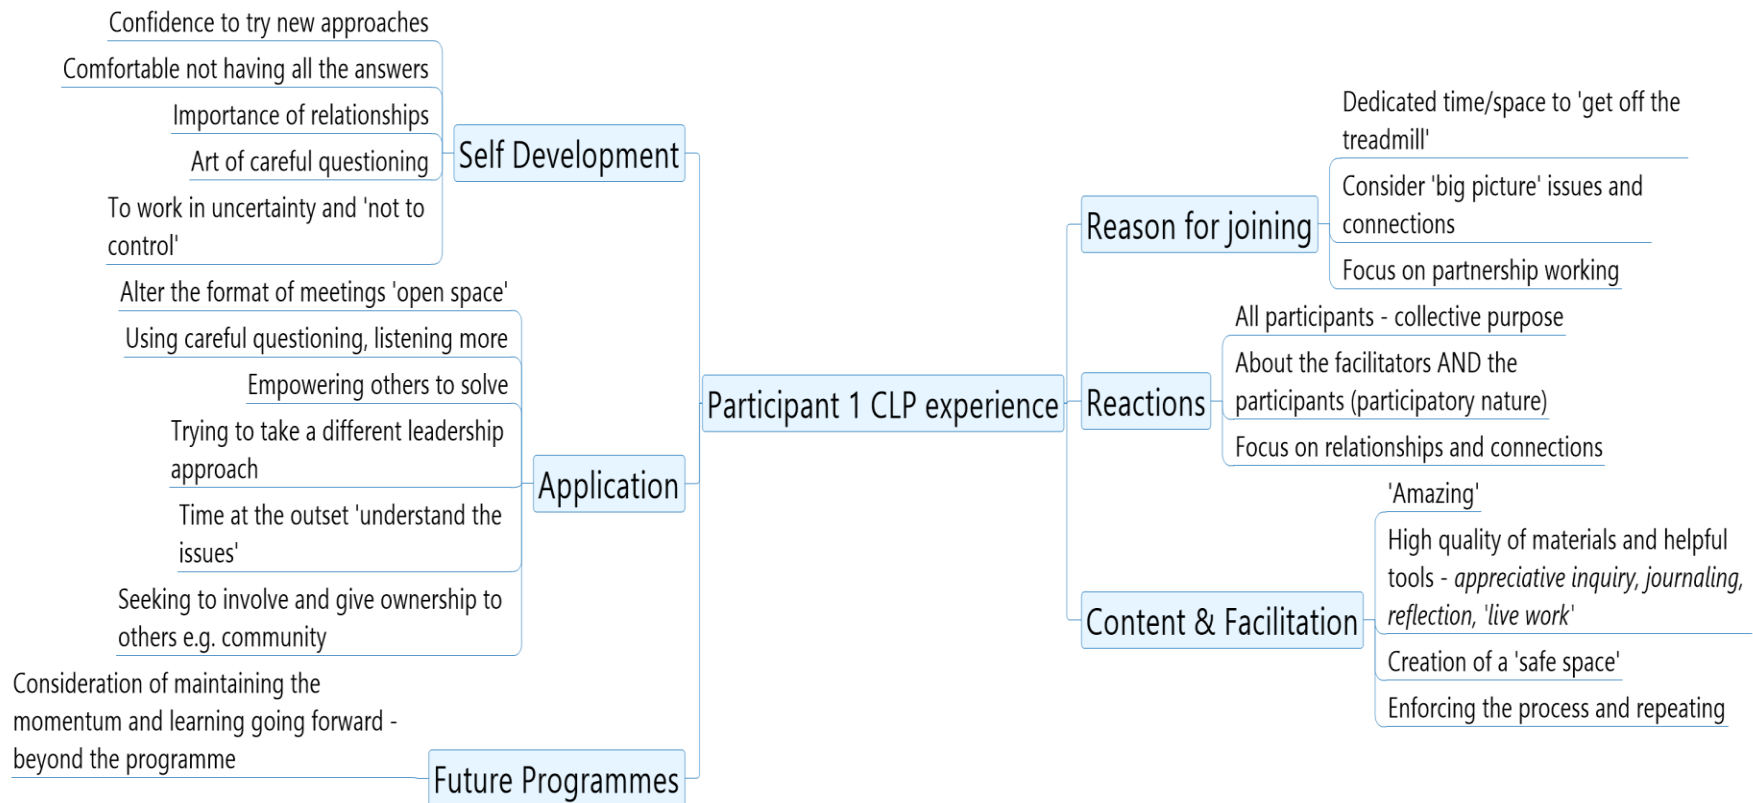 Confidence to try new approaches
Comfortable not having all the answers
Importance of relationships
Art of careful questioning
To work in uncertainty and 'not to
control'
Self Development
Alter the format of meetings 'open space'
Using careful questioning, listening more
Empowering others to solve
Trying to take a different leadership
approach
Time at the outset 'understand the
issues'
Seeking to involve and give ownership to
others e.g. community
Application
Consideration of maintaining the
momentum and learning going forward -
beyond the programme
Future Programmes
Participant 1 CLP experience
Reason for joining
Dedicated time/space to 'get off the
treadmill'
Consider 'big picture' issues and
connections
Focus on partnership working
Reactions
All participants - collective purpose
About the facilitators AND the
participants (participatory nature)
Focus on relationships and connections
Content & Facilitation
'Amazing'
High quality of materials and helpful
tools - appreciative inquiry, journaling,
reflection, 'live work'
Creation of a 'safe space'
Enforcing the process and repeating